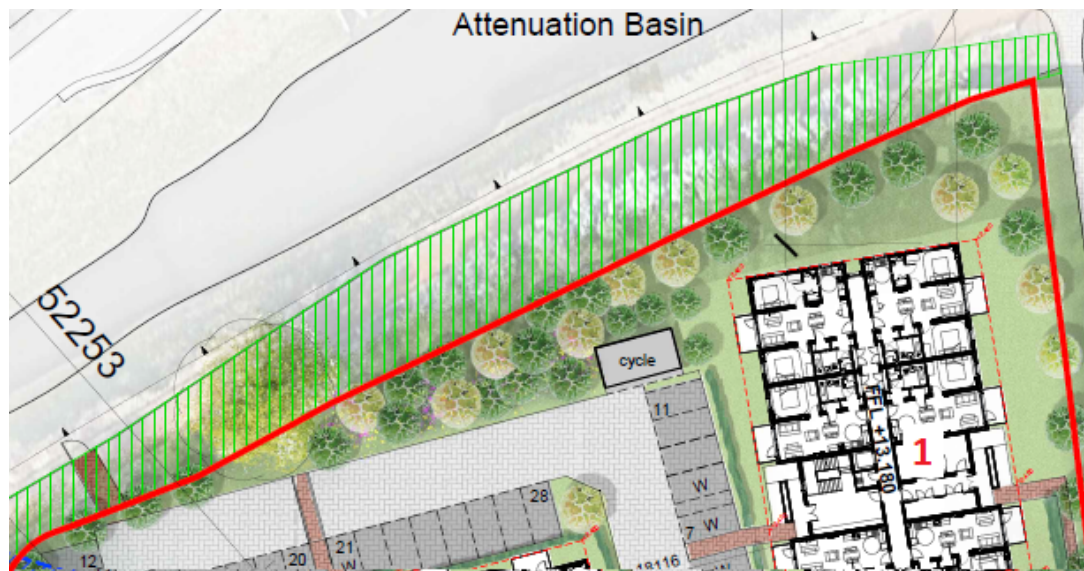 Attenuation Basin
52253
cycle
11
FFL +13.180
1
W
28
W
7
12
20
21
W
18116